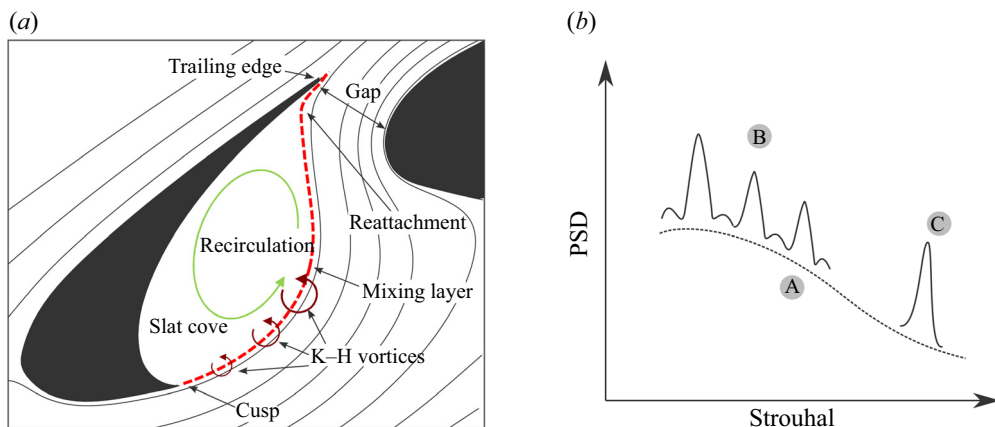 (a)
Trailing edge
Gap
Reattachment
Recirculation
Mixing layer
Slat cove
K–H vortices
Cusp
(b)
PSD
B
C
A
Strouhal